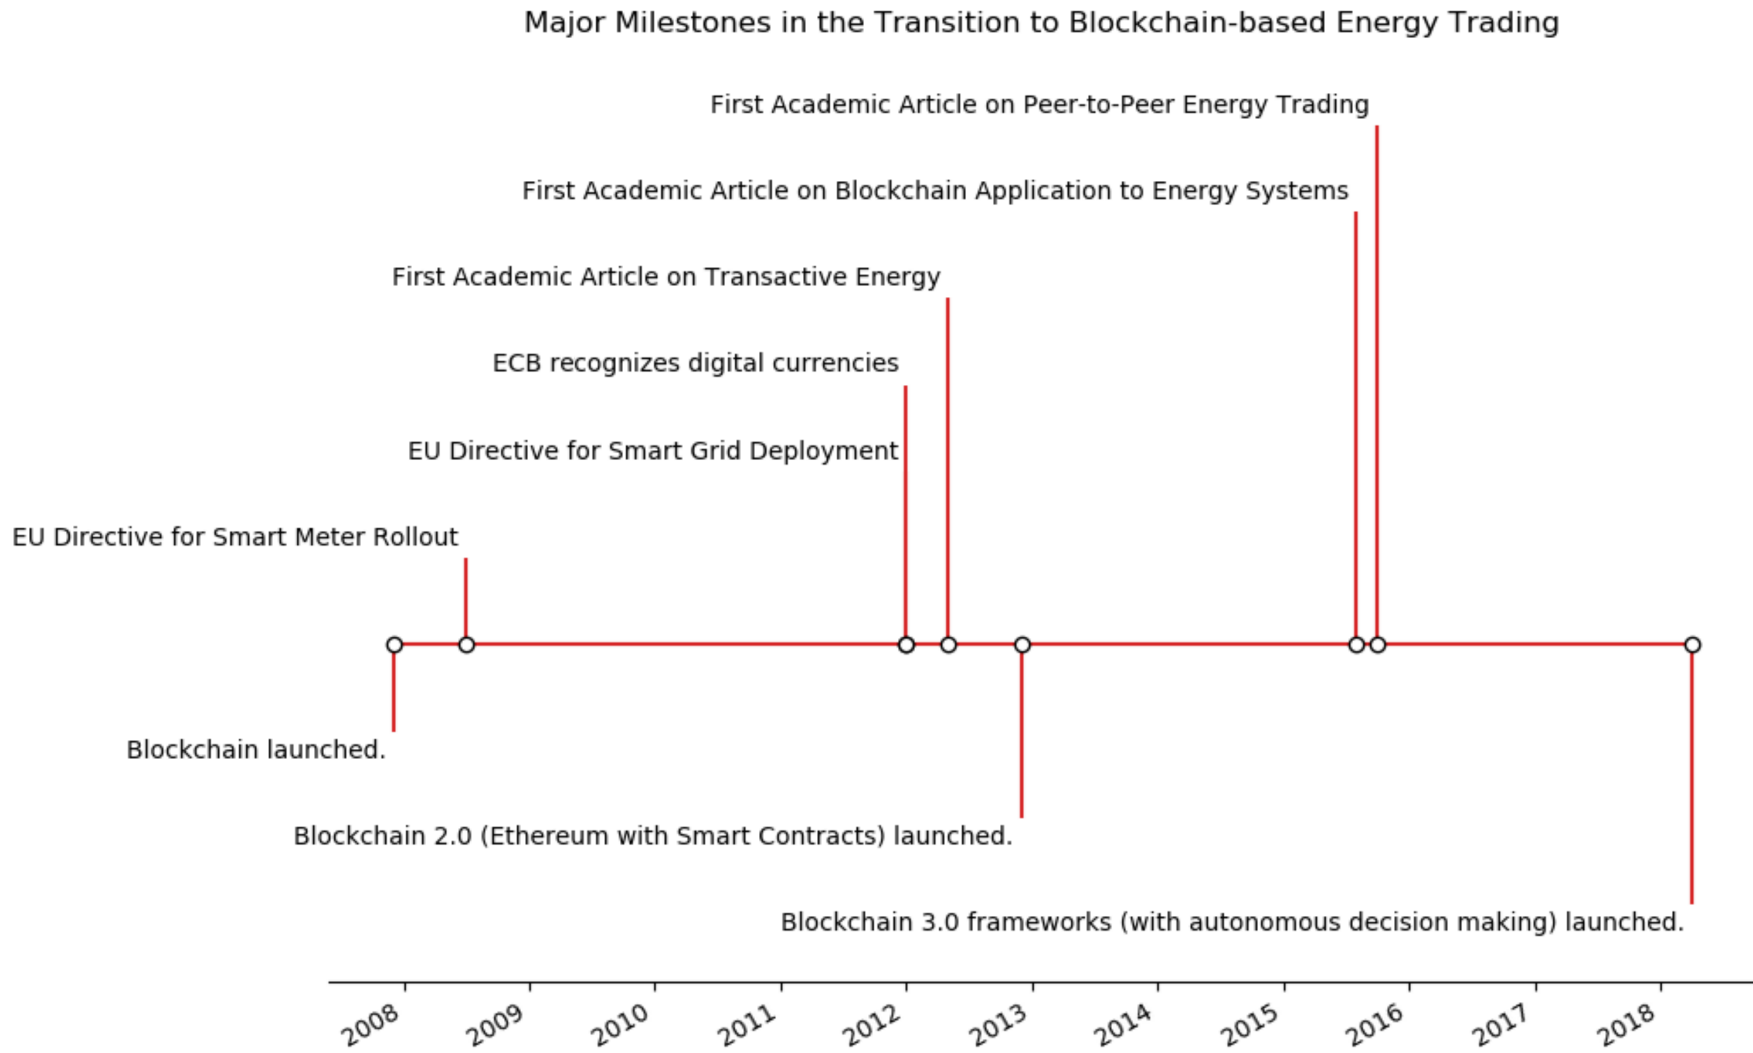 Major Milestones in the Transition to Blockchain-based Energy Trading
First Academic Article on Peer-to-Peer Energy Trading
First Academic Article on Blockchain Application to Energy Systems
First Academic Article on Transactive Energy
ECB recognizes digital currencies
EU Directive for Smart Grid Deployment
EU Directive for Smart Meter Rollout
Blockchain launched.
Blockchain 2.0 (Ethereum with Smart Contracts) launched.
Blockchain 3.0 frameworks (with autonomous decision making) launched.
2008 2009 2010 2011 2012 2013 2014 2015 2016 2017 2018